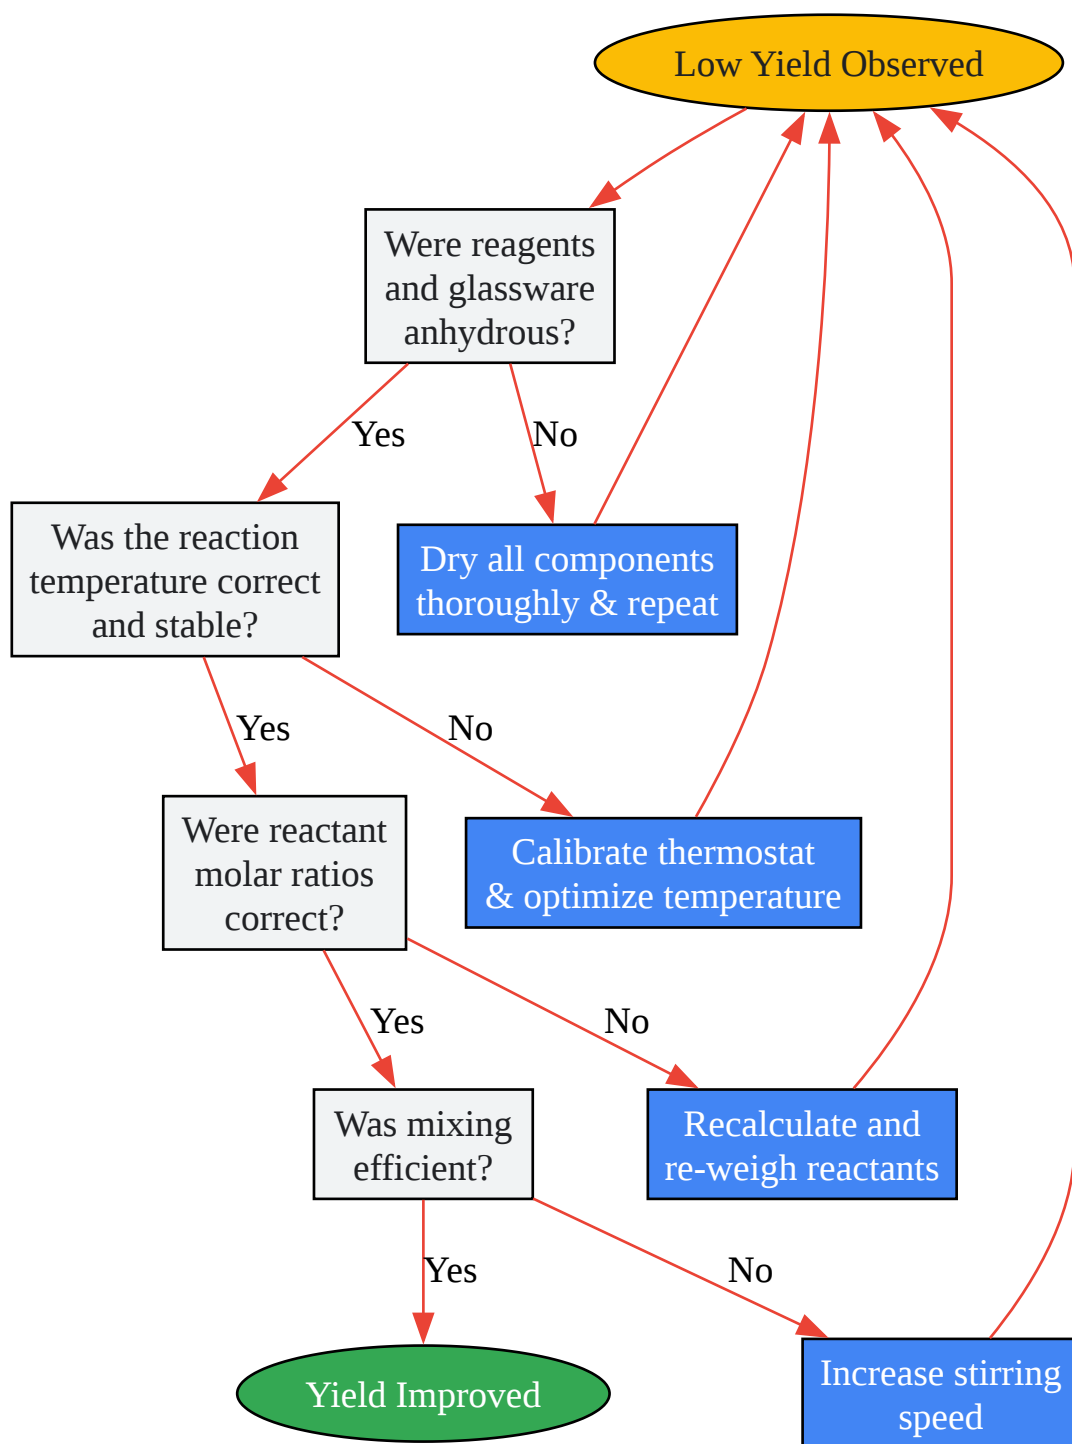 Low Yield Observed
Were reagents
and glassware
anhydrous?
Yes
No
Was the reaction
temperature correct
and stable?
Dry all components
thoroughly & repeat
Yes
No
Were reactant
molar ratios
correct?
Calibrate thermostat
& optimize temperature
Yes
No
Was mixing
efficient?
Recalculate and
re-weigh reactants
Yes
No
Yield Improved
Increase stirring
speed